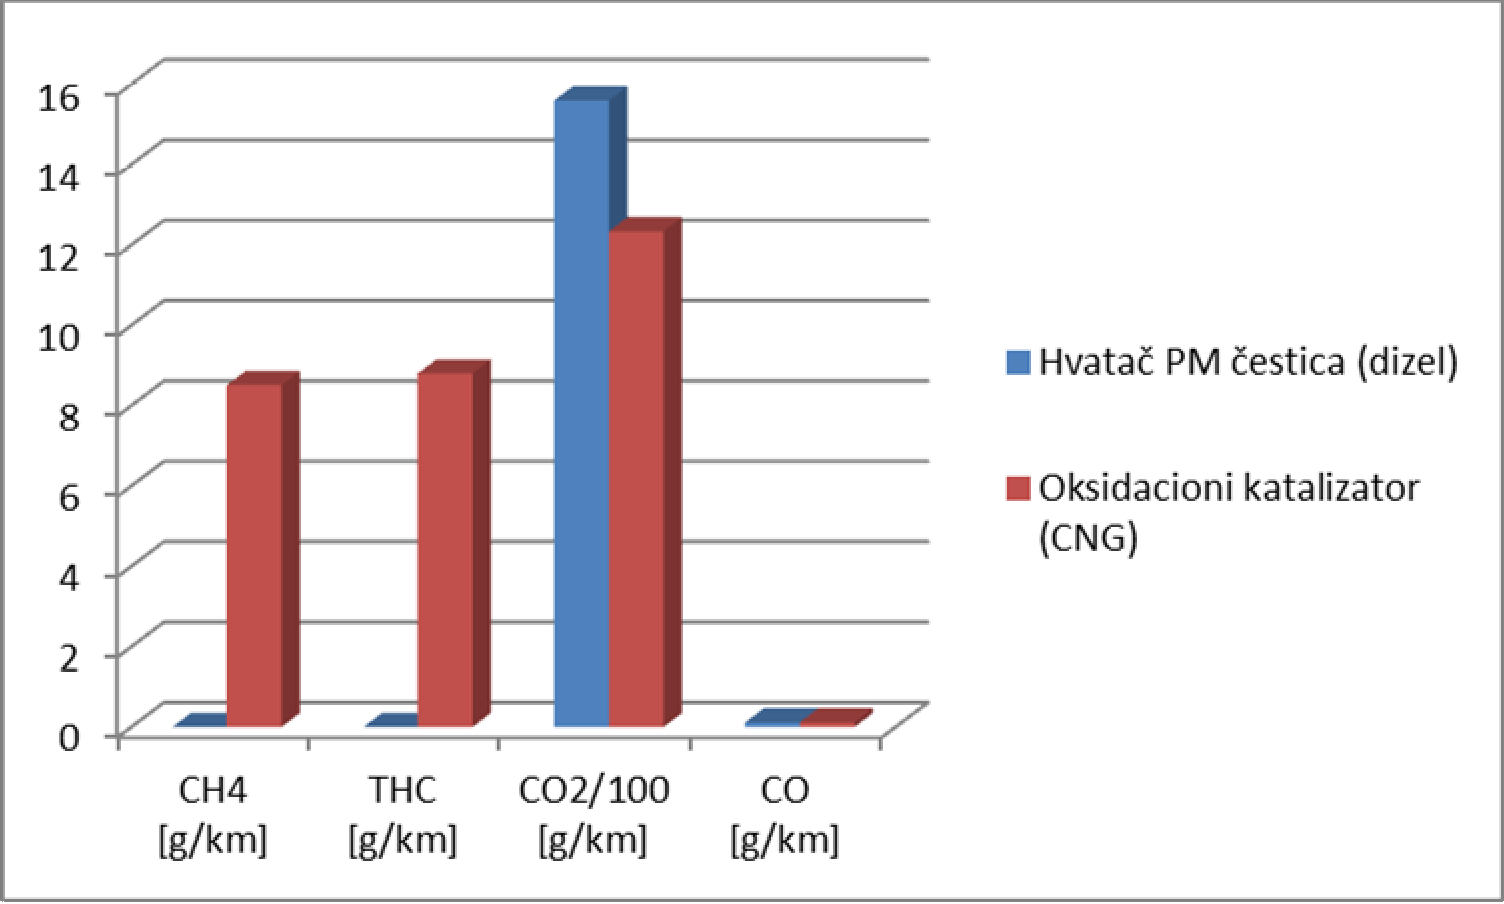 16
14
12
10
8
6
4
2
0
CH4
[g/km]
THC
[g/km]
CO2/100
[g/km]
CO
[g/km]
Hvatač PM čestica (dizel)
Oksidacioni katalizator
(CNG)